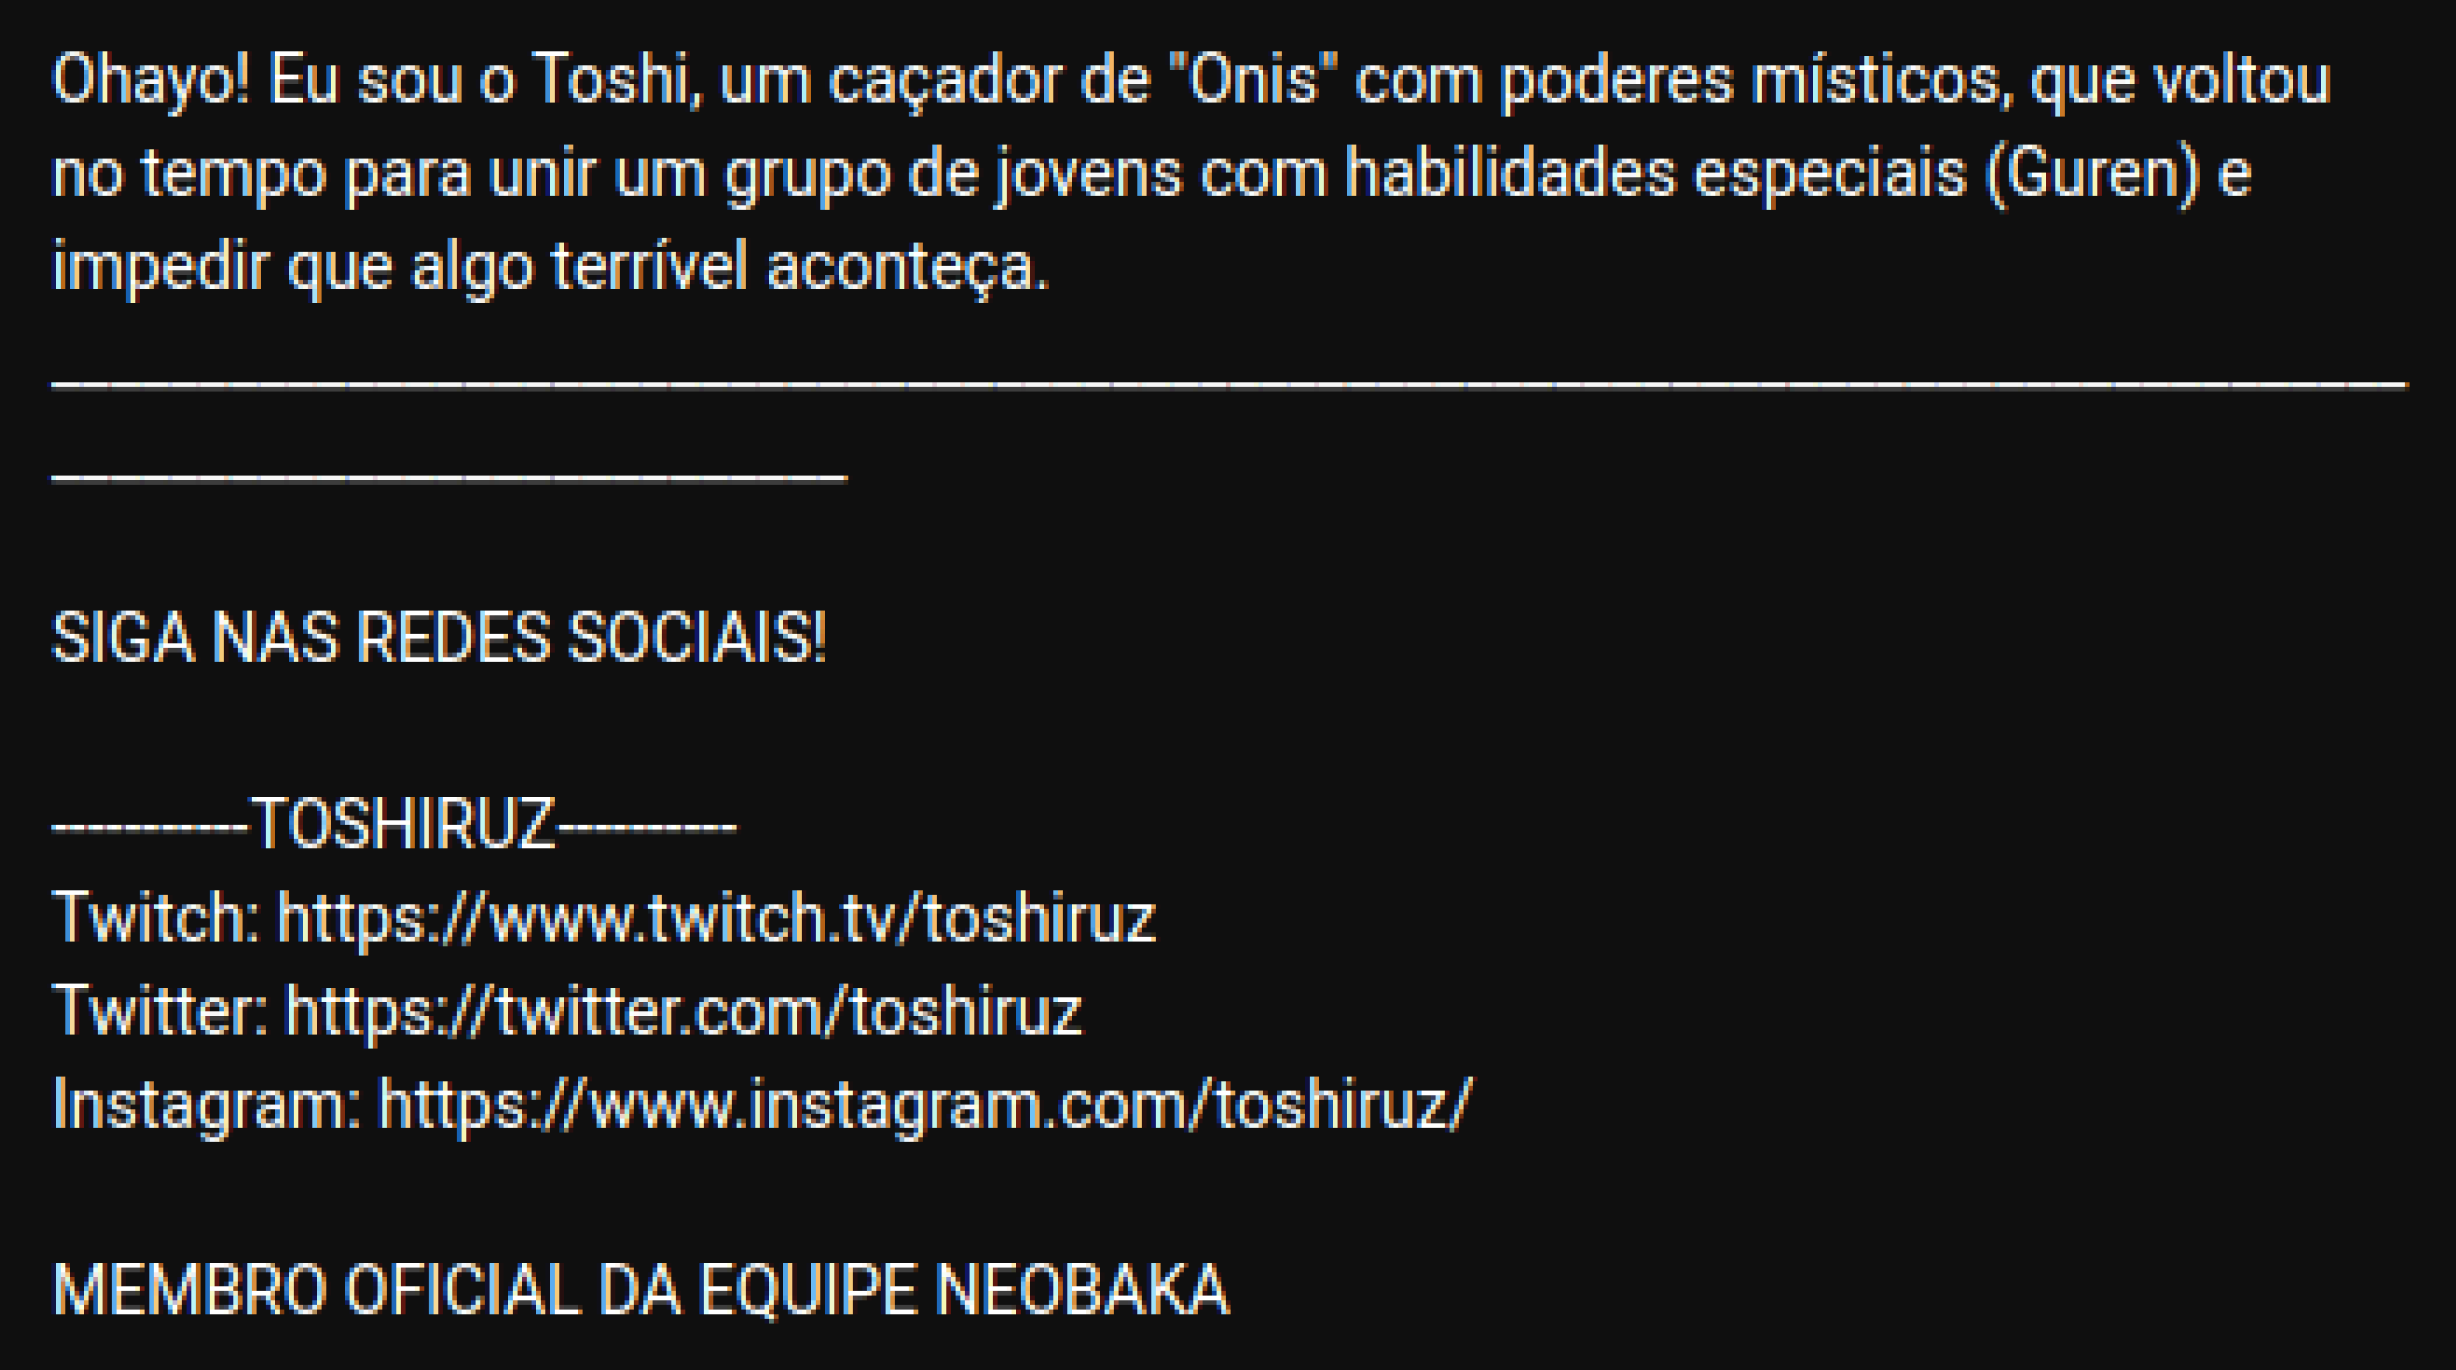 Ohayo! Eu sou o Toshi, um caçador de "Onis" com poderes místicos, que voltou
no tempo para unir um grupo de jovens com habilidades especiais (Guren) e
impedir que algo terrível aconteça.
________________________________________________________________________________
___________________________
SIGA NAS REDES SOCIAIS!
-----------TOSHIRUZ----------
Twitch: https://www.twitch.tv/toshiruz
Twitter: https://twitter.com/toshiruz
Instagram: https://www.instagram.com/toshiruz/
MEMBRO OFICIAL DA EQUIPE NEOBAKA